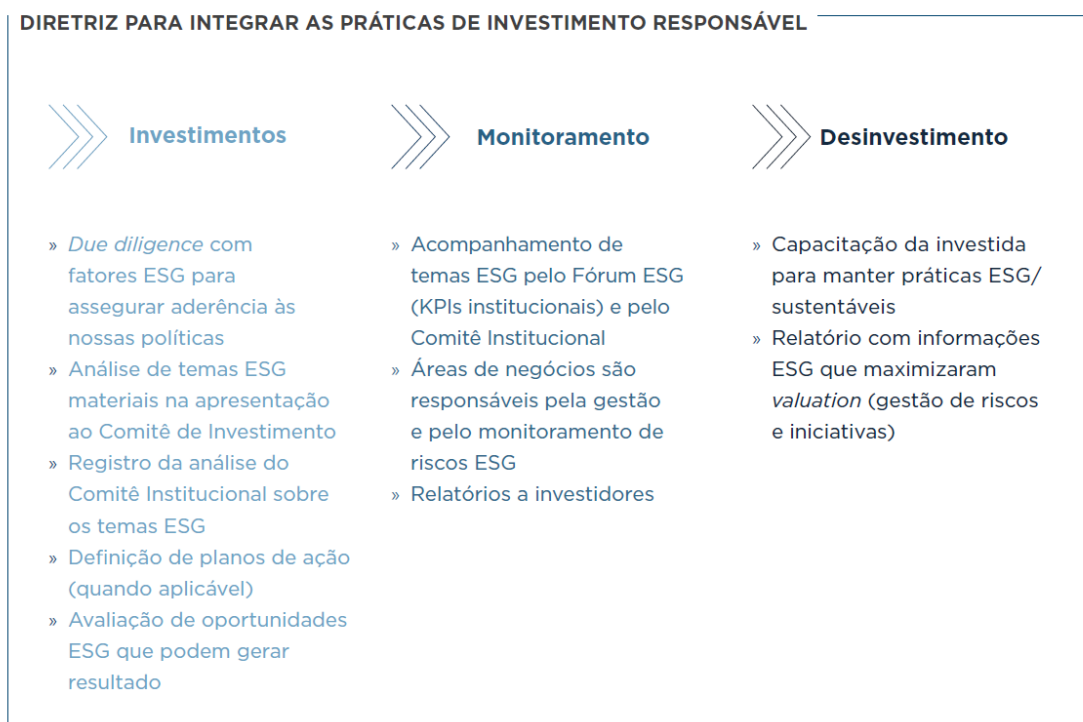 DIRETRIZ PARA INTEGRAR AS PRÁTICAS DE INVESTIMENTO RESPONSÁVEL
Investimentos
» Due diligence com
fatores ESG para
assegurar aderência às
nossas políticas
» Análise de temas ESG
materiais na apresentação
ao Comitê de Investimento
» Registro da análise do
Comitê Institucional sobre
os temas ESG
» Definição de planos de ação
(quando aplicável)
» Avaliação de oportunidades
ESG que podem gerar
resultado
Monitoramento
» Acompanhamento de
temas ESG pelo Fórum ESG
(KPIs institucionais) e pelo
Comitê Institucional
» Áreas de negócios são
responsáveis pela gestão
e pelo monitoramento de
riscos ESG
» Relatórios a investidores
Desinvestimento
» Capacitação da investida
para manter práticas ESG/
sustentáveis
» Relatório com informações
ESG que maximizaram
valuation (gestão de riscos
e iniciativas)